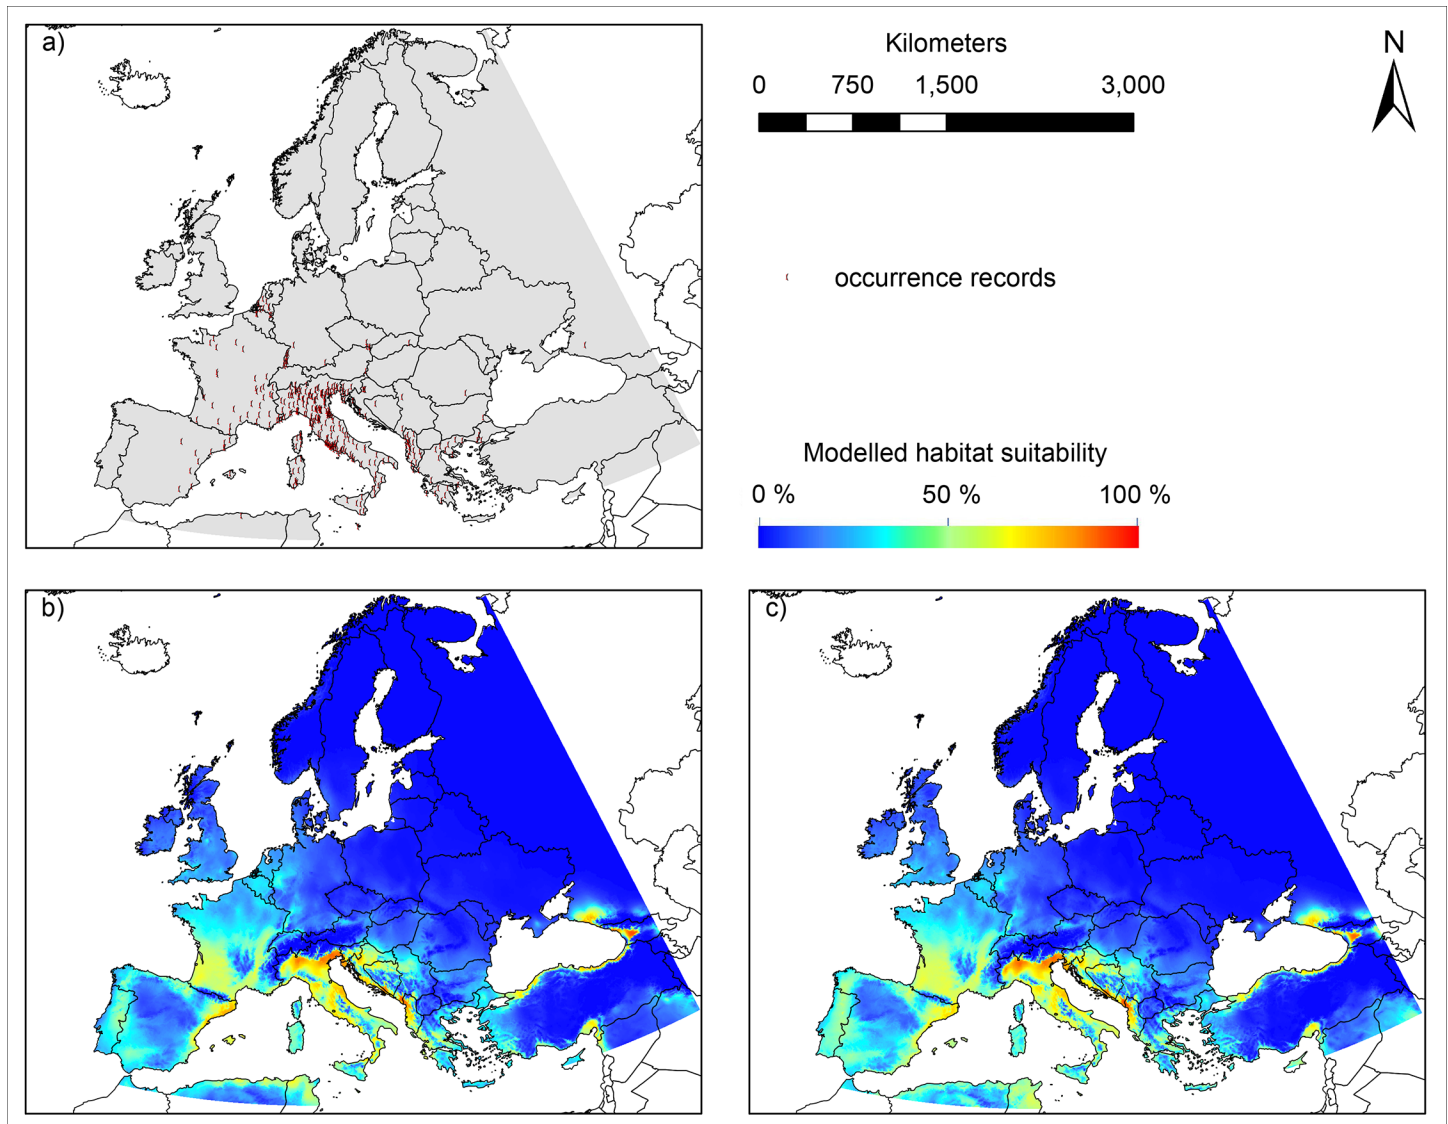 a)
Kilometers
0 750 1,500 3,000
N
occurrence records
Modelled habitat suitability
0 % 50 % 100 %
b)
c)